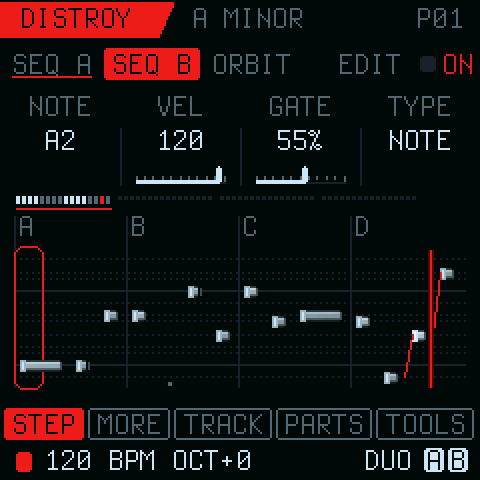 DISTROY A MINOR P01
SEQ A SEQ B ORBIT EDIT ON
NOTE VEL GATE TYPE
A2 120 55% NOTE
A B C D
STEP MORE TRACK PARTS TOOLS
120 BPM OCT+0 DUO A B